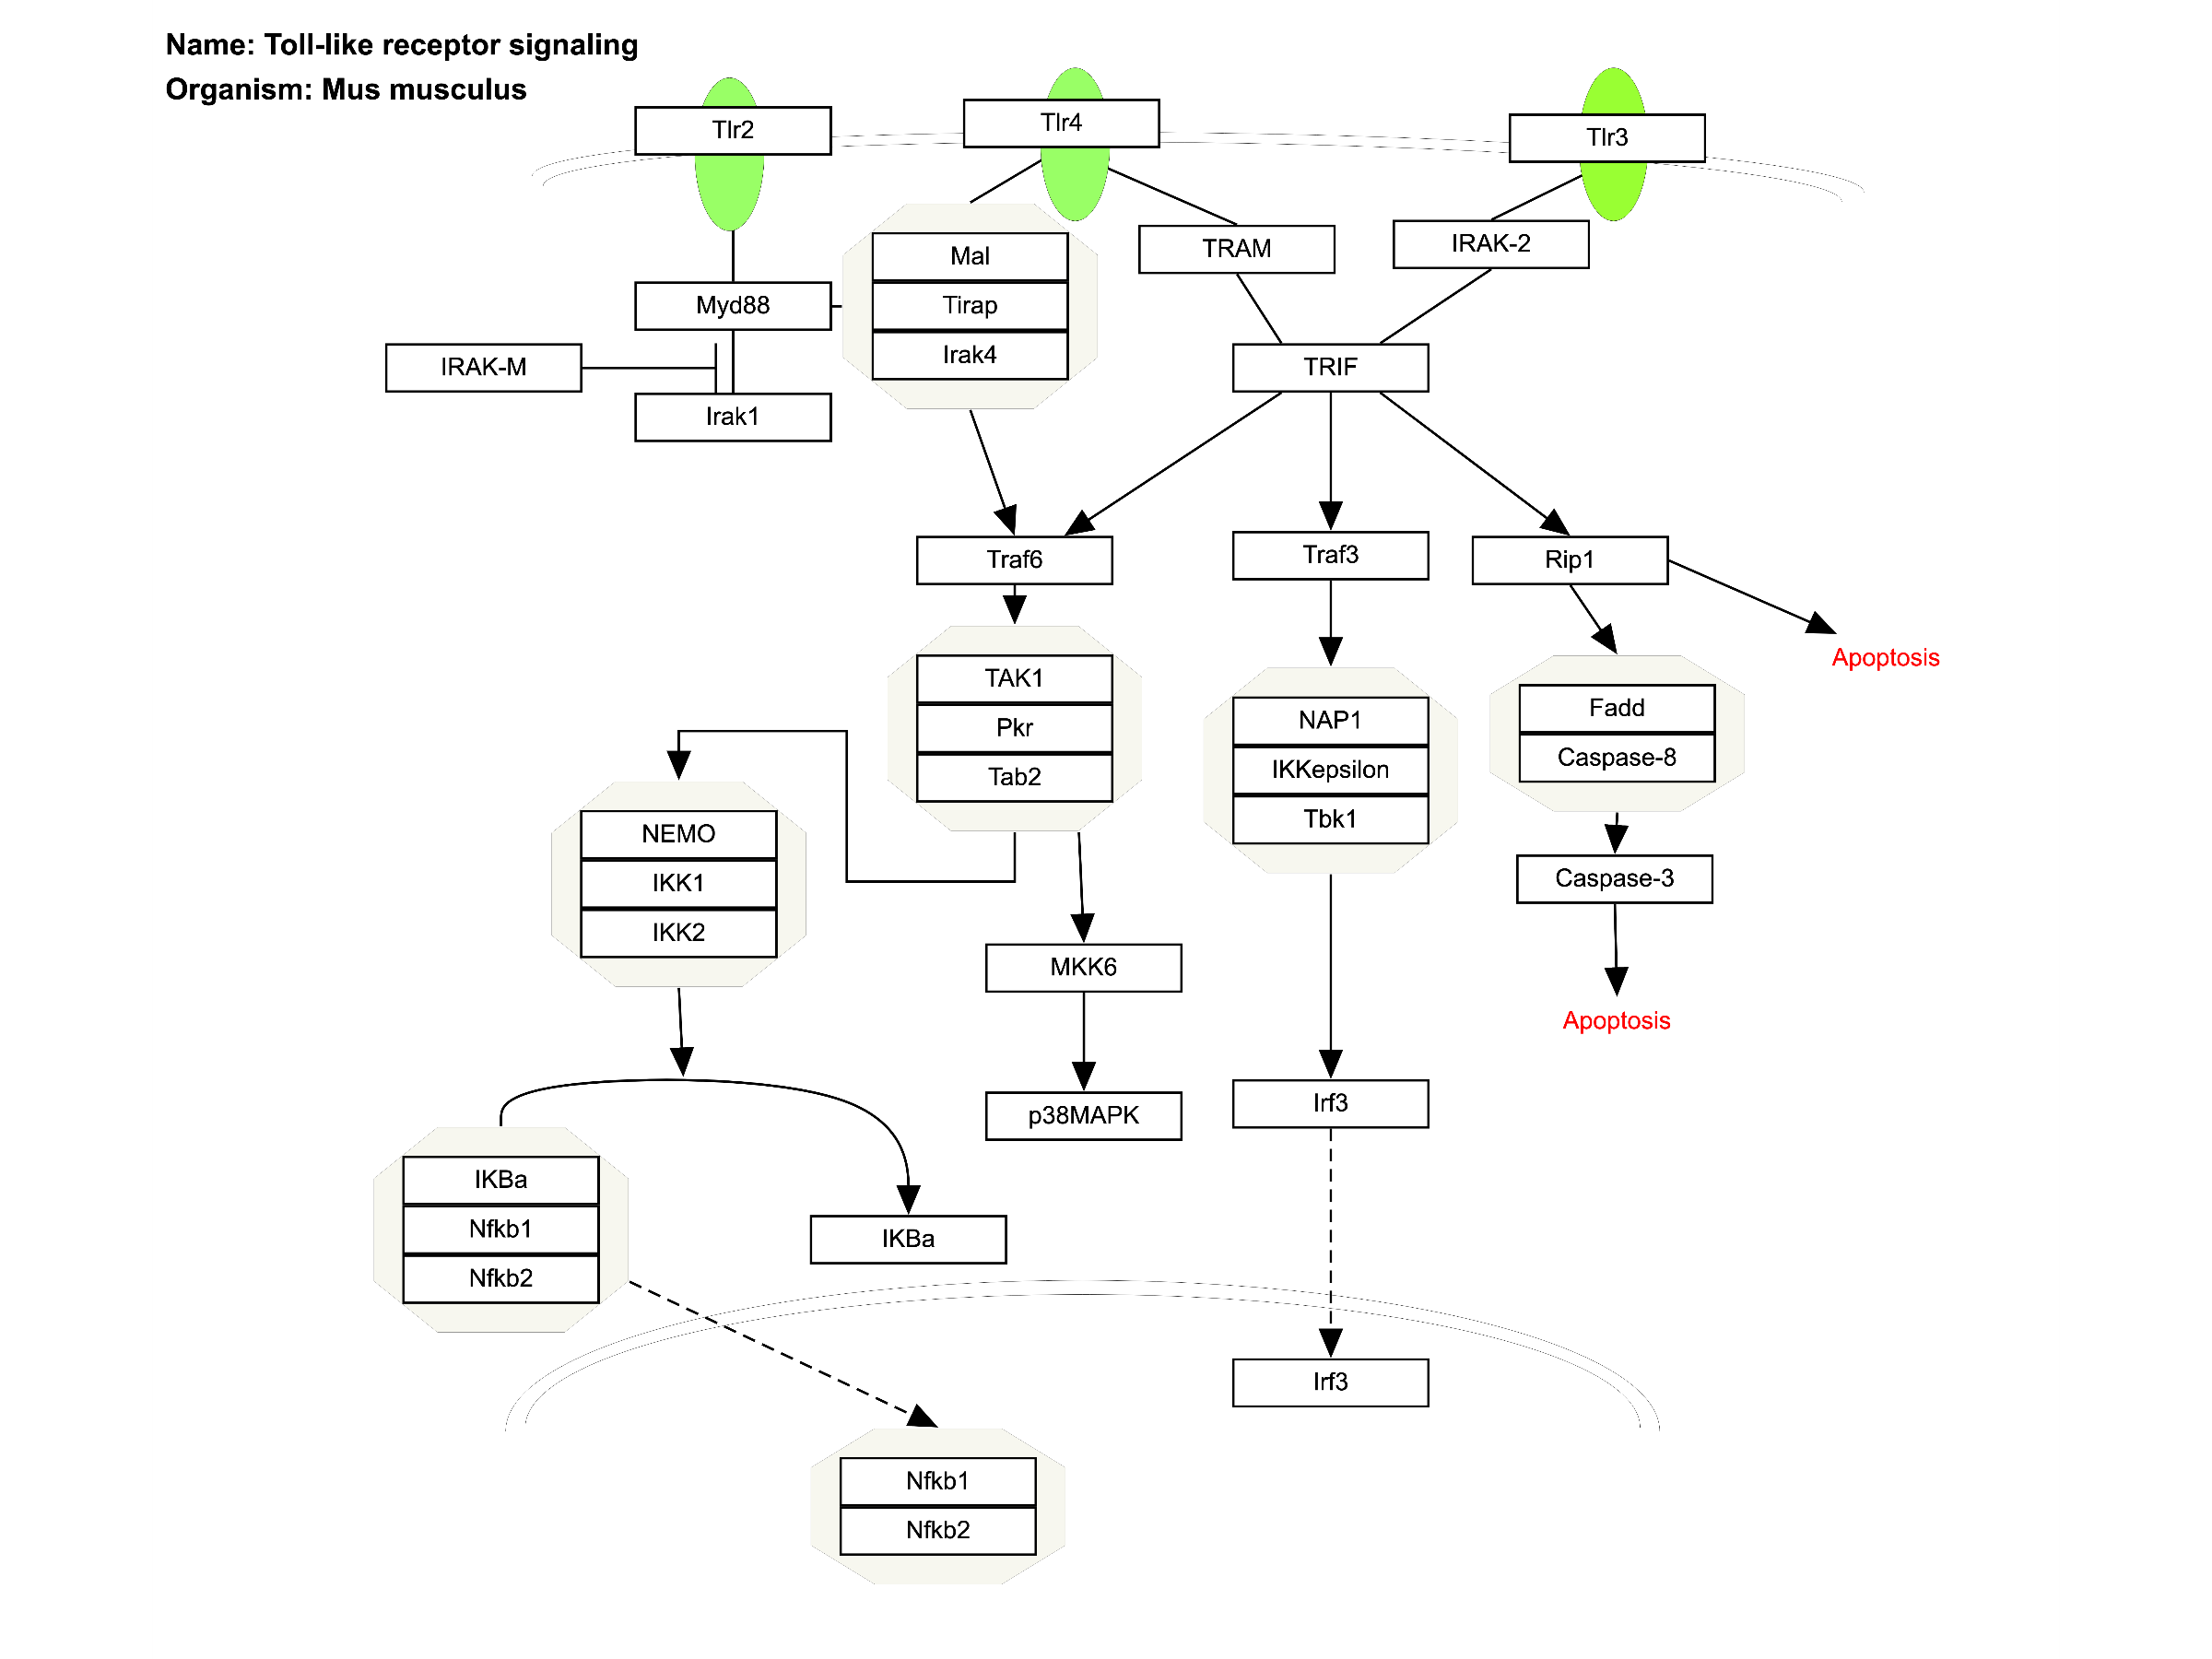 Name: Toll-like receptor signaling
Organism: Mus musculus
Tlr2
Tlr4
Tlr3
Mal
Tirap
Irak4
TRAM
IRAK-2
Myd88
IRAK-M
TRIF
Irak1
Traf6
Traf3
Rip1
Apoptosis
TAK1
Pkr
Tab2
NAP1
IKKepsilon
Tbk1
Fadd
Caspase-8
NEMO
IKK1
IKK2
Caspase-3
MKK6
Apoptosis
p38MAPK
Irf3
IKBa
Nfkb1
Nfkb2
IKBa
Irf3
Nfkb1
Nfkb2